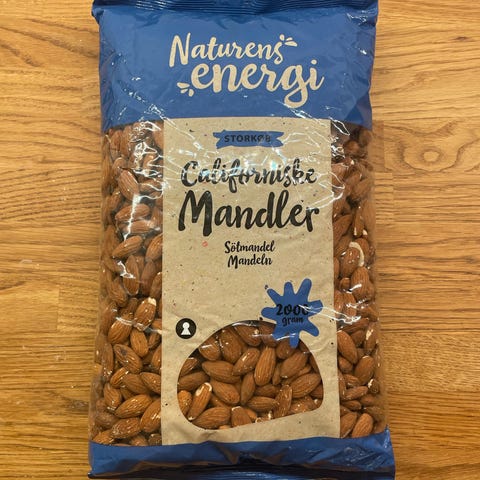 Naturens
energi
STORKØB
Californiske
Mandler
Sötmandel
Mandeln
2000
gram